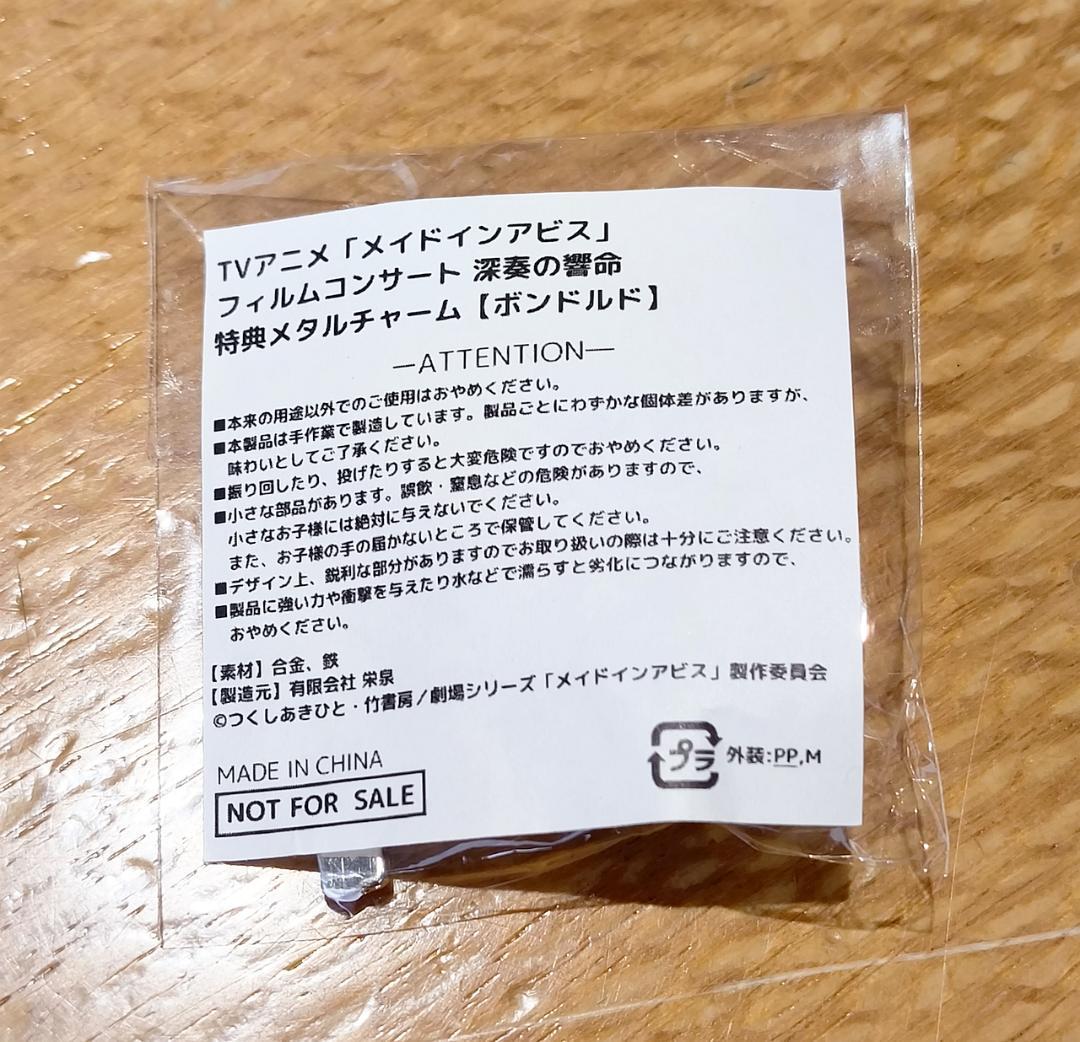 TVアニメ「メイドインアビス」
フィルムコンサート 深奏の響命
特典メタルチャーム【ボンドルド】
—ATTENTION—
■本来の用途以外でのご使用はおやめください。
■本製品は手作業で製造しています。製品ごとにわずかな個体差がありますが、
味わいとしてご了承ください。
■振り回したり、投げたりすると大変危険ですのでおやめください。
■小さな部品があります。誤飲・窒息などの危険がありますので、
小さなお子様には絶対に与えないでください。
また、お子様の手の届かないところで保管してください。
■デザイン上、鋭利な部分がありますのでお取り扱いの際は十分にご注意ください。
■製品に強い力や衝撃を与えたり水などで濡らすと劣化につながりますので、
おやめください。
【素材】合金、鉄
【製造元】有限会社 栄泉
©つくしあきひと・竹書房／劇場シリーズ「メイドインアビス」製作委員会
MADE IN CHINA
NOT FOR SALE
プラ 外装:PP,M